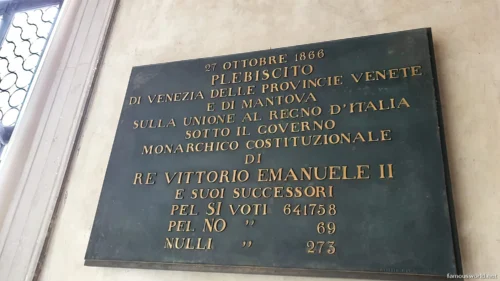 27 OTTOBRE 1866
PLEBISCITO
DI VENEZIA DELLE PROVINCIE VENETE
E DI MANTOVA
SULLA UNIONE AL REGNO D'ITALIA
SOTTO IL GOVERNO
MONARCHICO COSTITUZIONALE
DI
RE VITTORIO EMANUELE II
E SUOI SUCCESSORI
PEL SI VOTI 641758
PEL NO " 69
NULLI " 273